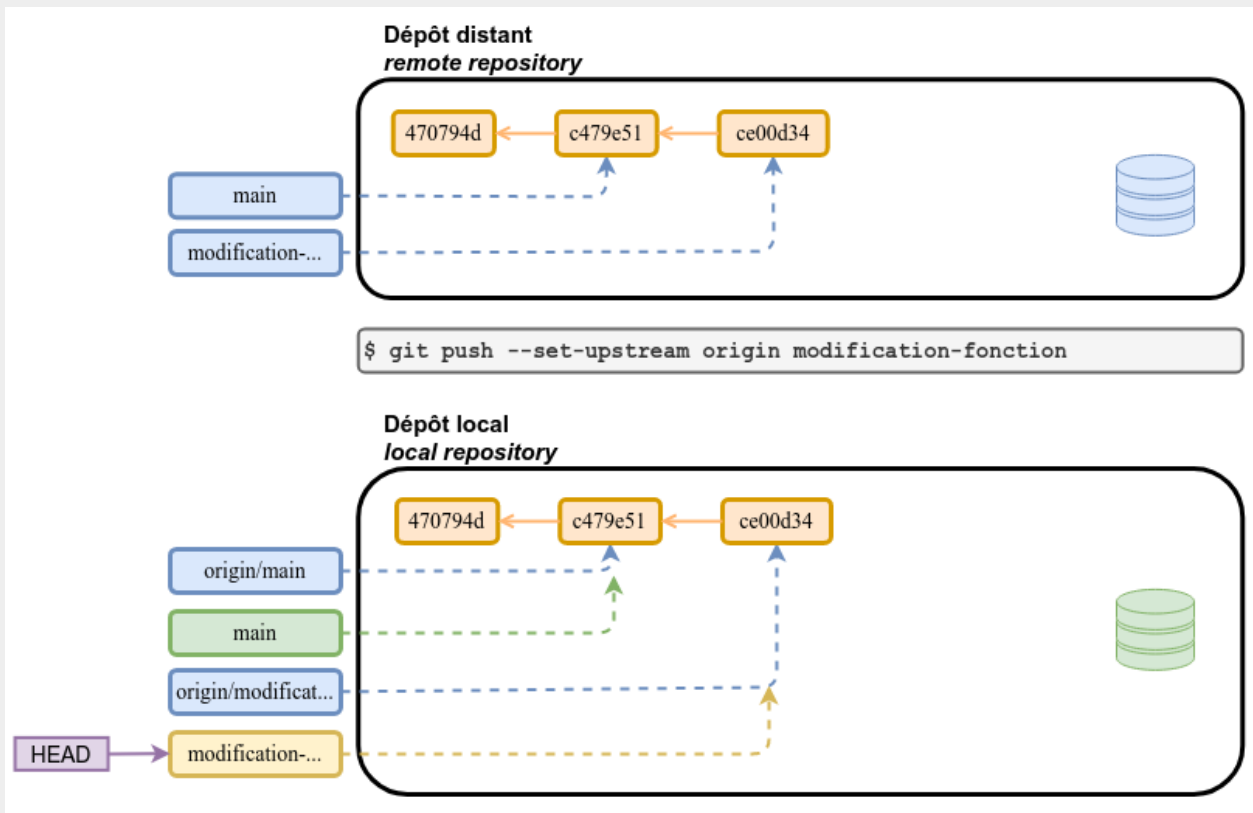 Dépôt distant
remote repository
470794d c479e51 ce00d34
main
modification-...
$ git push --set-upstream origin modification-fonction
Dépôt local
local repository
470794d c479e51 ce00d34
origin/main
main
origin/modificat...
HEAD modification-...